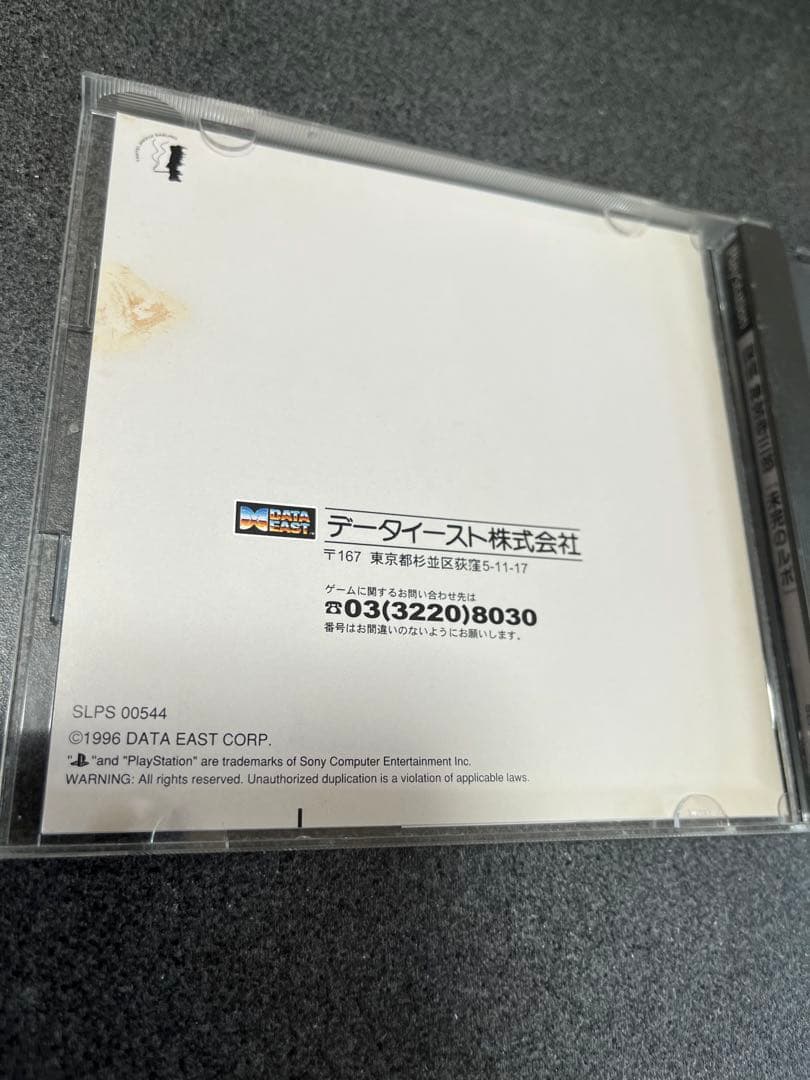 DATA EAST
データイースト株式会社
〒167 東京都杉並区荻窪5-11-17
ゲームに関するお問い合わせ先は
☎03(3220)8030
番号はお間違いのないようにお願いします。
SLPS 00544
©1996 DATA EAST CORP.
" "and "PlayStation" are trademarks of Sony Computer Entertainment Inc.
WARNING: All rights reserved. Unauthorized duplication is a violation of applicable laws.
PlayStation